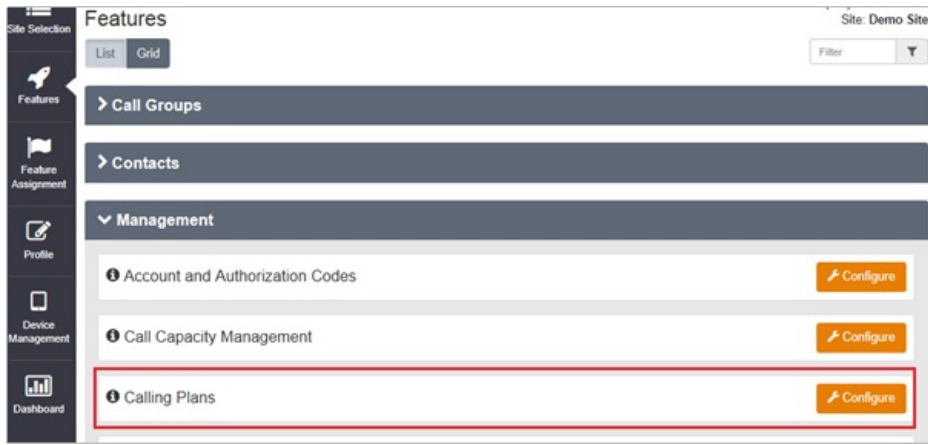 Site Selection
Features
Feature
Assignment
Profile
Device
Management
Dashboard
Features
Site: Demo Site
List Grid
Filter
Call Groups
Contacts
Management
Account and Authorization Codes
Configure
Call Capacity Management
Configure
Calling Plans
Configure